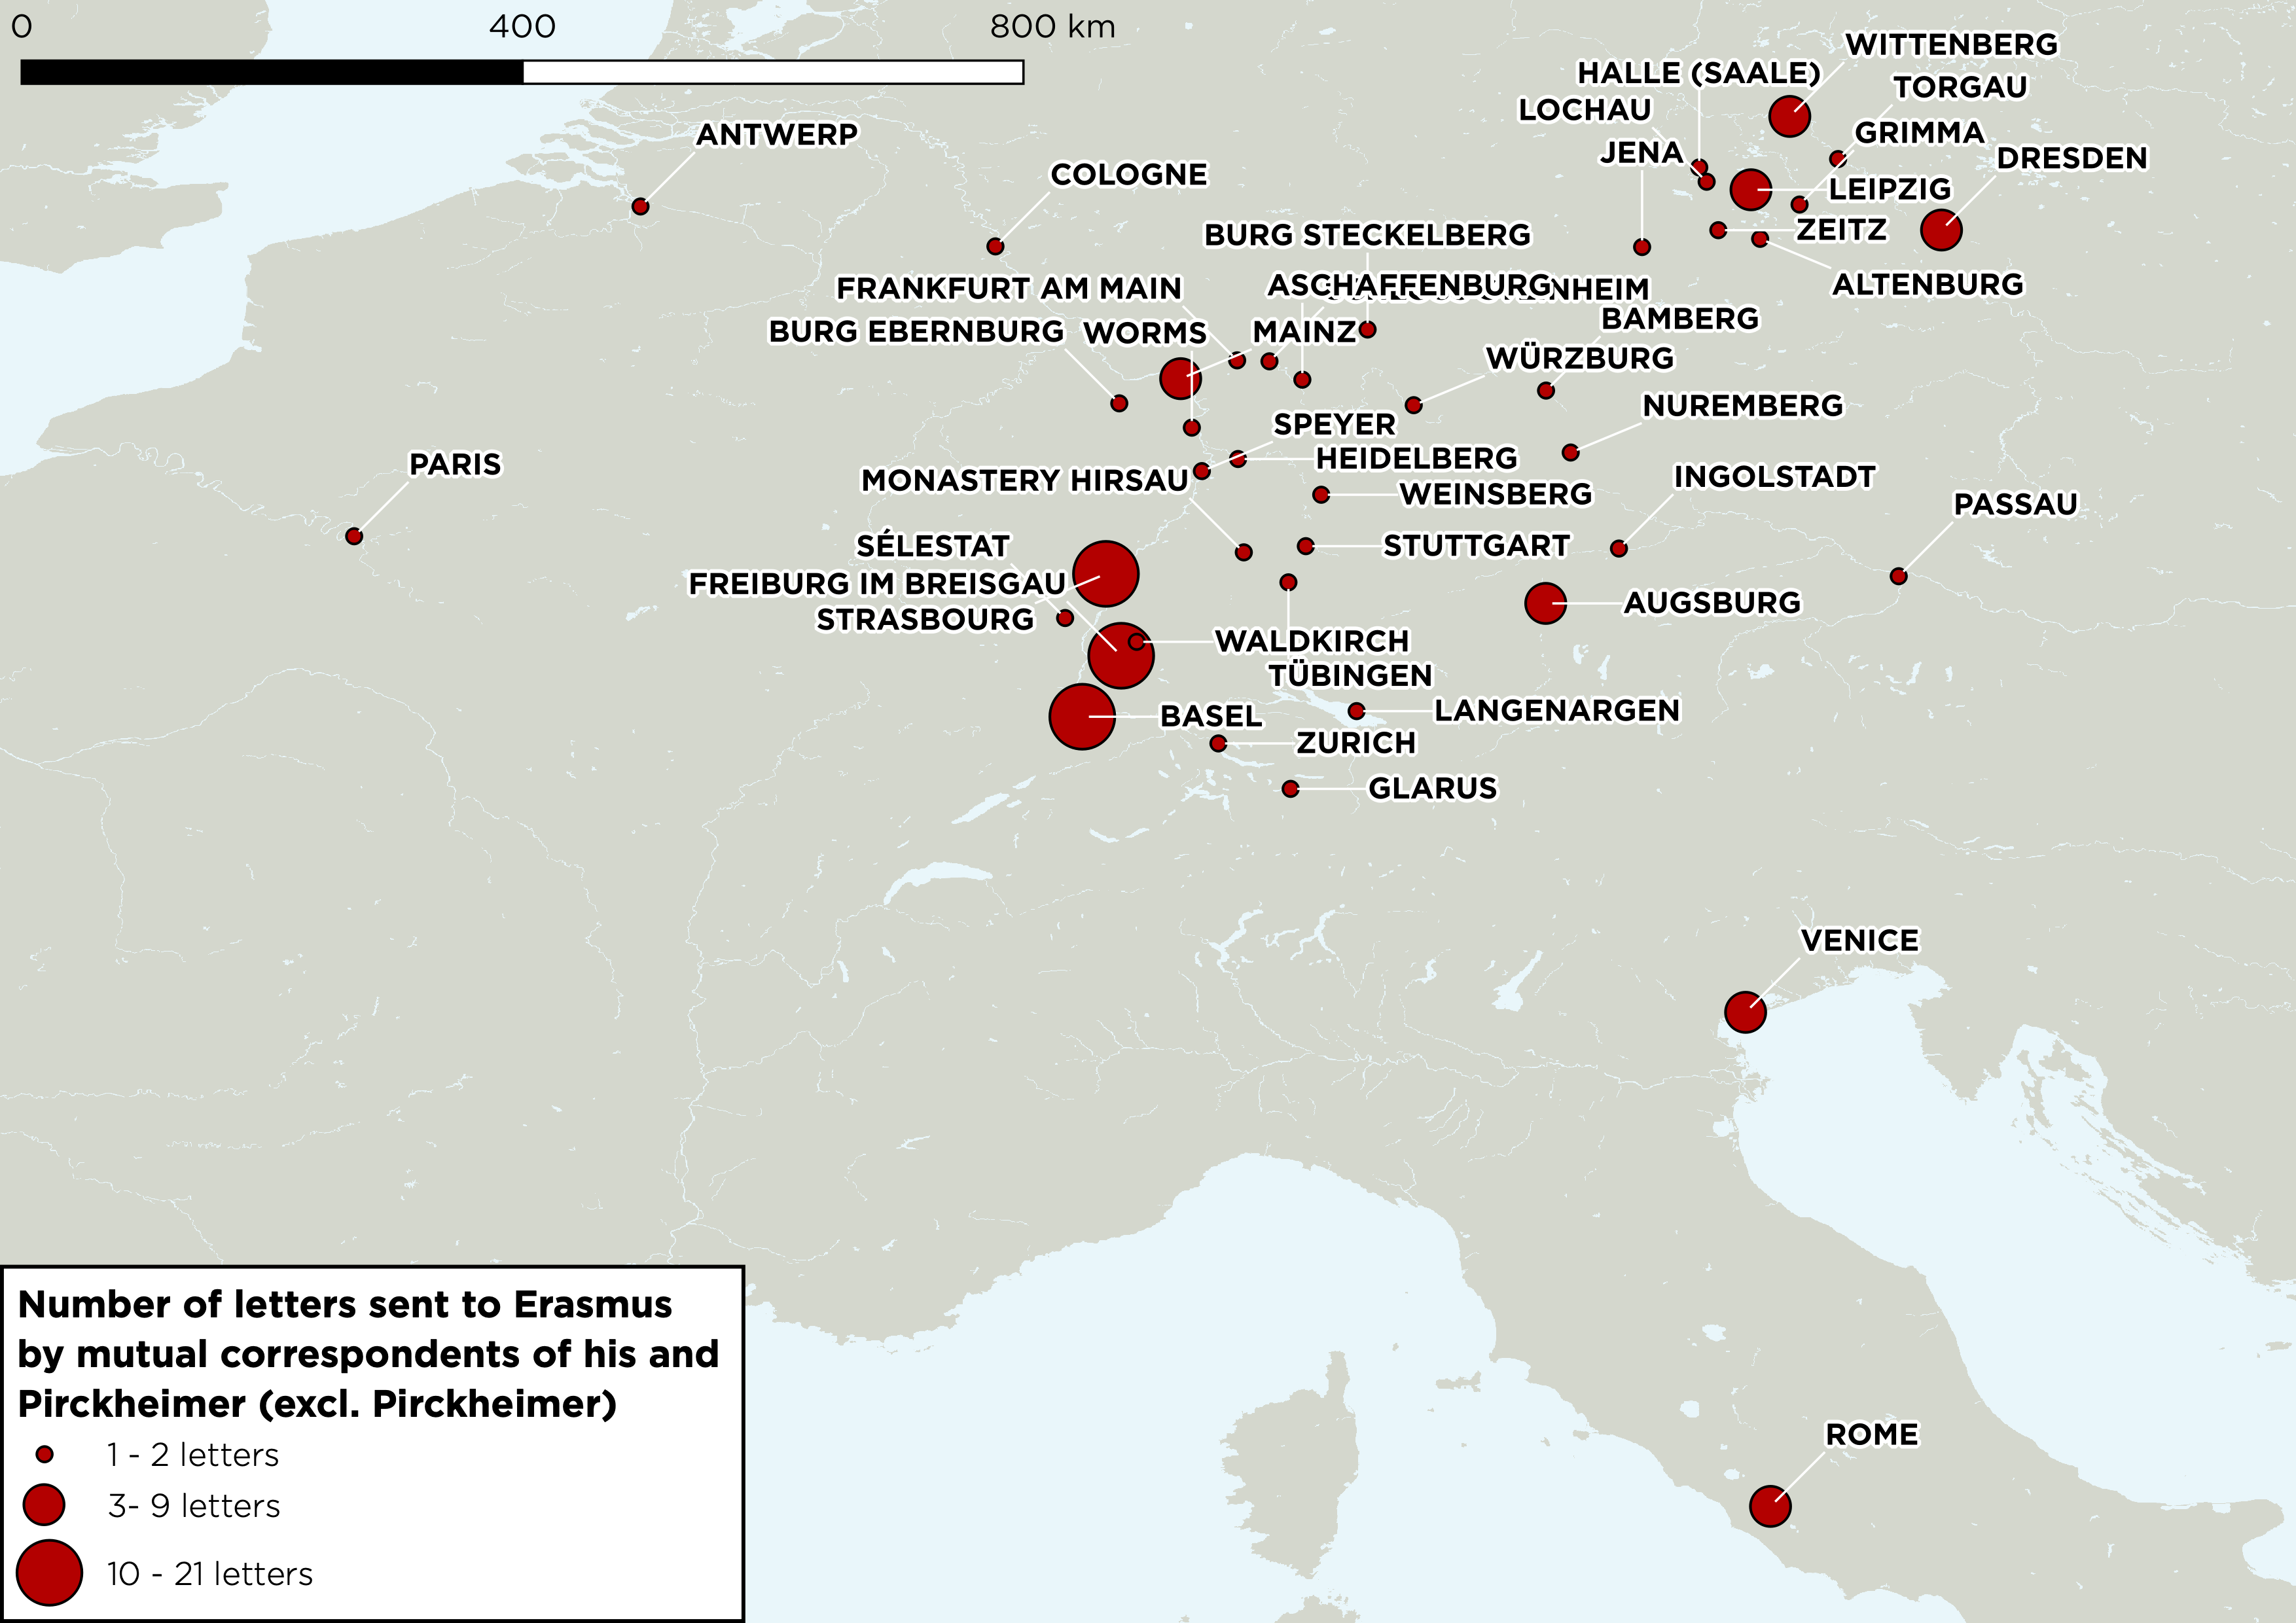 0 400 800 km
WITTENBERG
HALLE (SAALE)
TORGAU
LOCHAU
GRIMMA
ANTWERP
JENA
DRESDEN
COLOGNE
LEIPZIG
BURG STECKELBERG
ZEITZ
FRANKFURT AM MAIN
ASCHAFFENBURG
ALTENBURG
BAMBERG
BURG EBERNBURG
WORMS
MAINZ
WÜRZBURG
NUREMBERG
SPEYER
PARIS
HEIDELBERG
MONASTERY HIRSAU
INGOLSTADT
WEINSBERG
PASSAU
SÉLESTAT
STUTTGART
FREIBURG IM BREISGAU
AUGSBURG
STRASBOURG
WALDKIRCH
TÜBINGEN
LANGENARGEN
BASEL
ZURICH
GLARUS
VENICE
ROME
Number of letters sent to Erasmus
by mutual correspondents of his and
Pirckheimer (excl. Pirckheimer)
1 - 2 letters
3- 9 letters
10 - 21 letters